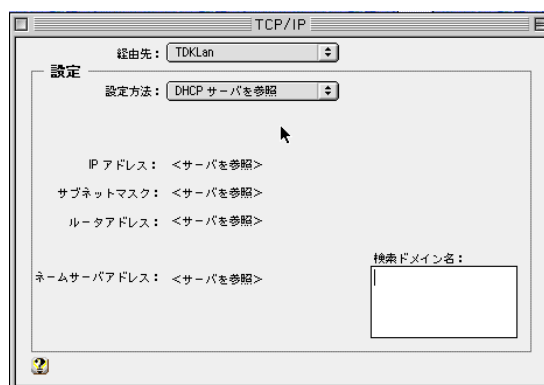 TCP/IP
経由先： TDKLan
設定
設定方法： DHCP サーバを参照
IP アドレス： <サーバを参照>
サブネットマスク： <サーバを参照>
ルータアドレス： <サーバを参照>
検索ドメイン名：
ネームサーバアドレス： <サーバを参照>